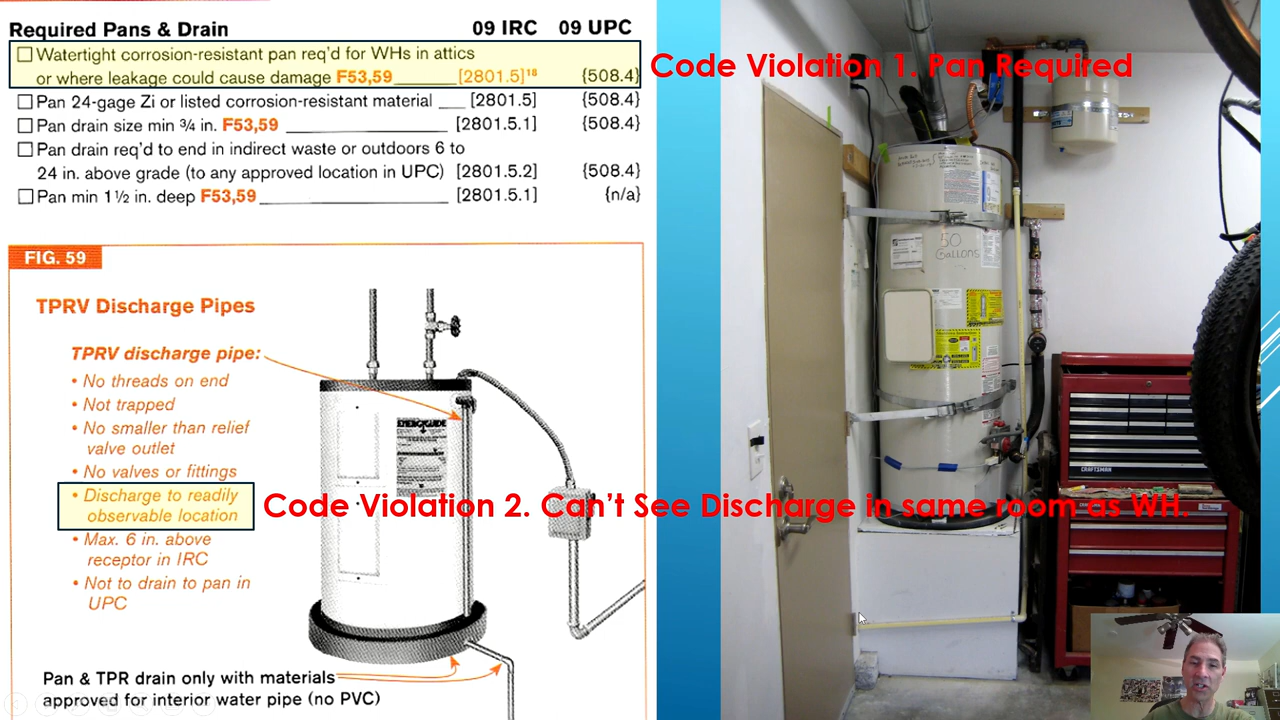 Required Pans & Drain 09 IRC 09 UPC
Watertight corrosion-resistant pan req'd for WHs in attics
or where leakage could cause damage F53,59 [2801.5]18 {508.4}
Pan 24-gage Zi or listed corrosion-resistant material [2801.5] {508.4}
Pan drain size min ¾ in. F53,59 [2801.5.1] {508.4}
Pan drain req'd to end in indirect waste or outdoors 6 to
24 in. above grade (to any approved location in UPC) [2801.5.2] {508.4}
Pan min 1½ in. deep F53,59 [2801.5.1] {n/a}
Code Violation 1. Pan Required
FIG. 59
TPRV Discharge Pipes
TPRV discharge pipe:
• No threads on end
• Not trapped
• No smaller than relief
valve outlet
• No valves or fittings
• Discharge to readily
observable location
• Max. 6 in. above
receptor in IRC
• Not to drain to pan in
UPC
ENERGYGUIDE
Pan & TPR drain only with materials
approved for interior water pipe (no PVC)
Code Violation 2. Can't See Discharge in same room as WH.
50
Gallons
CRAFTSMAN